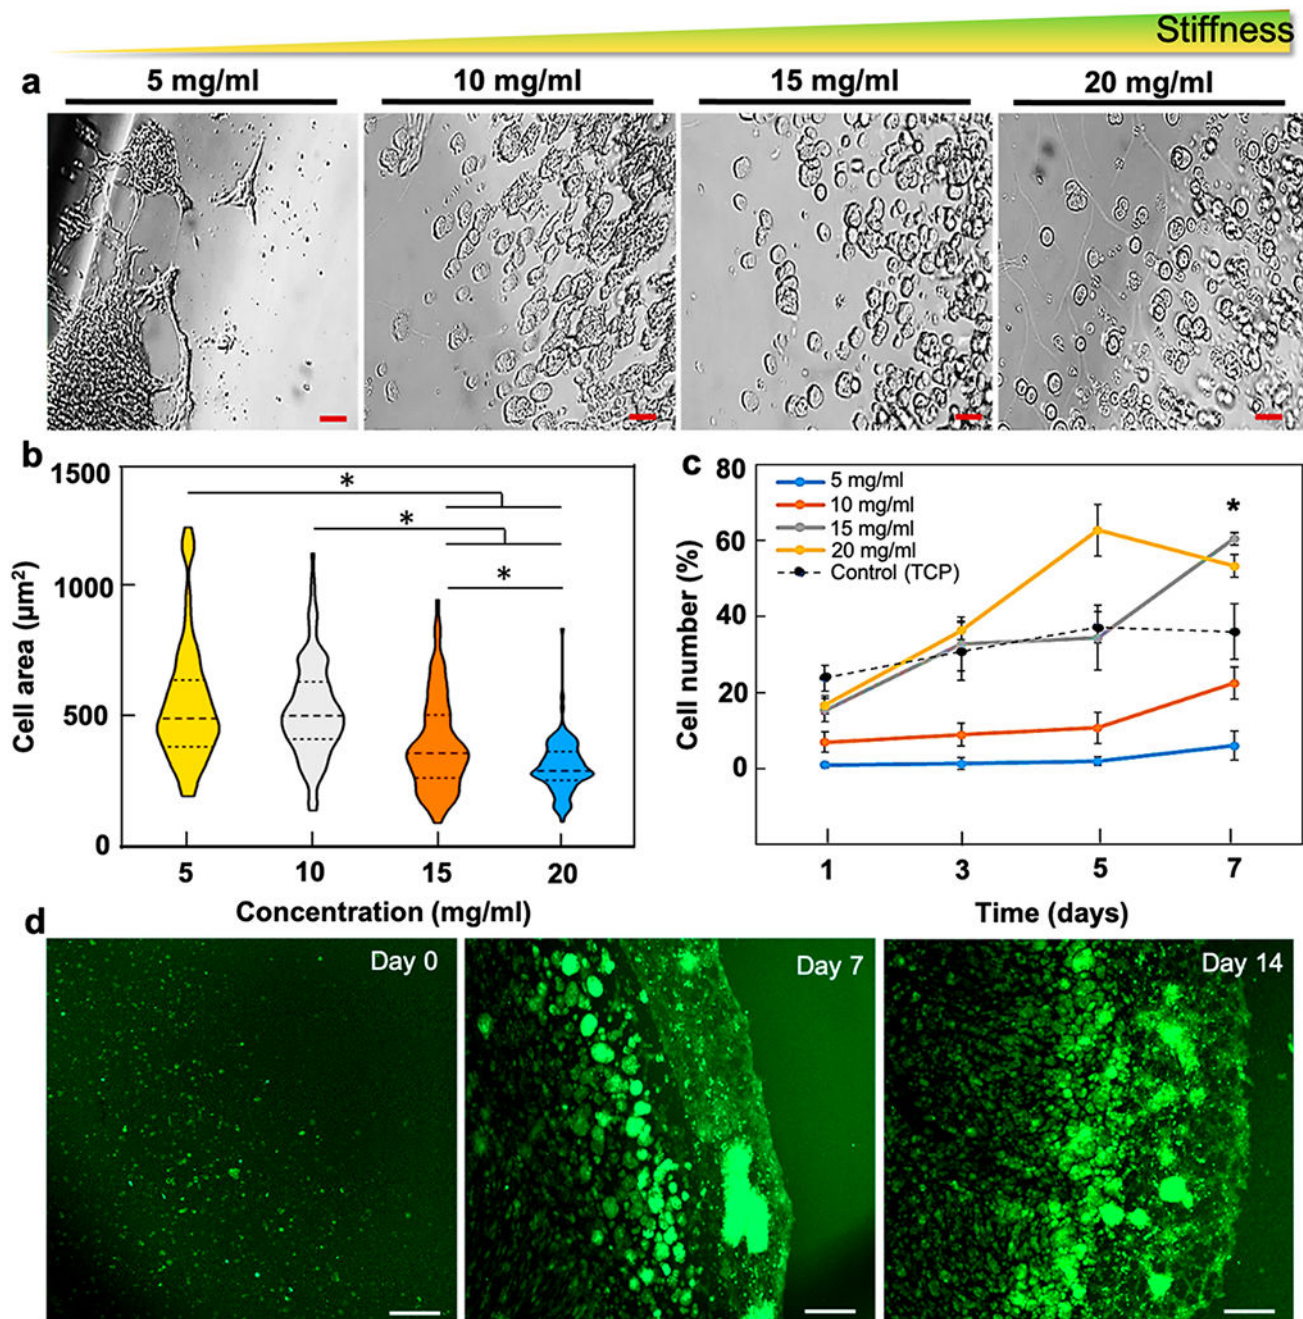 Stiffness
a
5 mg/ml
10 mg/ml
15 mg/ml
20 mg/ml
b
1500
1000
500
0
Cell area (µm²)
*
*
*
5
10
15
20
Concentration (mg/ml)
c
80
60
40
20
0
Cell number (%)
5 mg/ml
10 mg/ml
15 mg/ml
20 mg/ml
Control (TCP)
*
1
3
5
7
Time (days)
d
Day 0
Day 7
Day 14